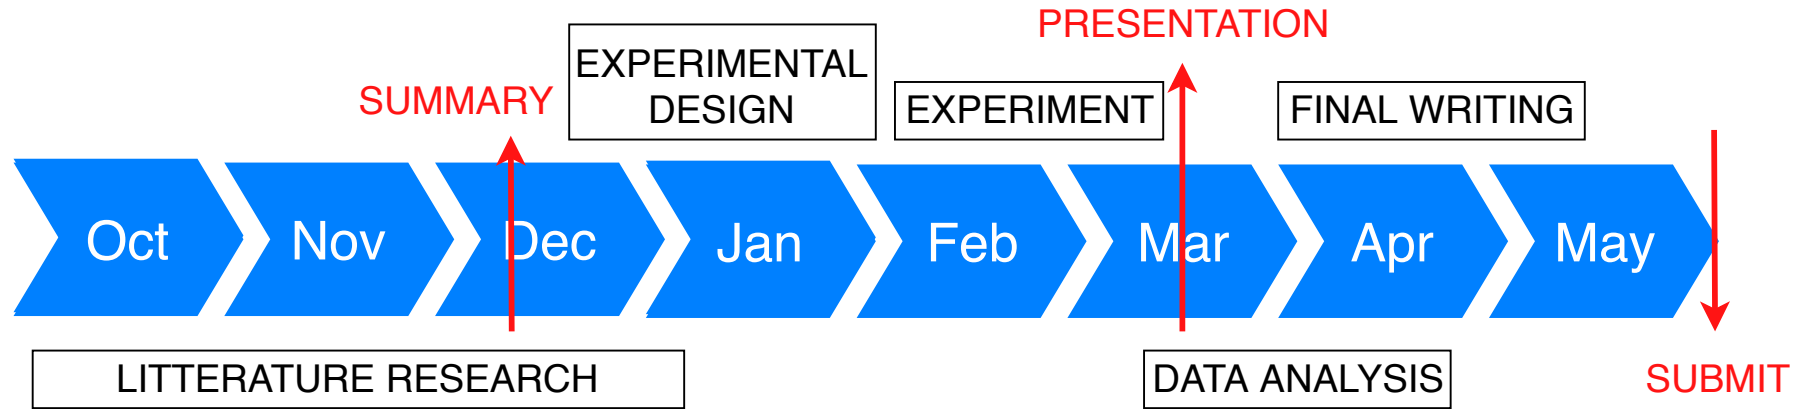 PRESENTATION
EXPERIMENTAL
DESIGN
SUMMARY
EXPERIMENT
FINAL WRITING
Oct
Nov
Dec
Jan
Feb
Mar
Apr
May
LITTERATURE RESEARCH
DATA ANALYSIS
SUBMIT